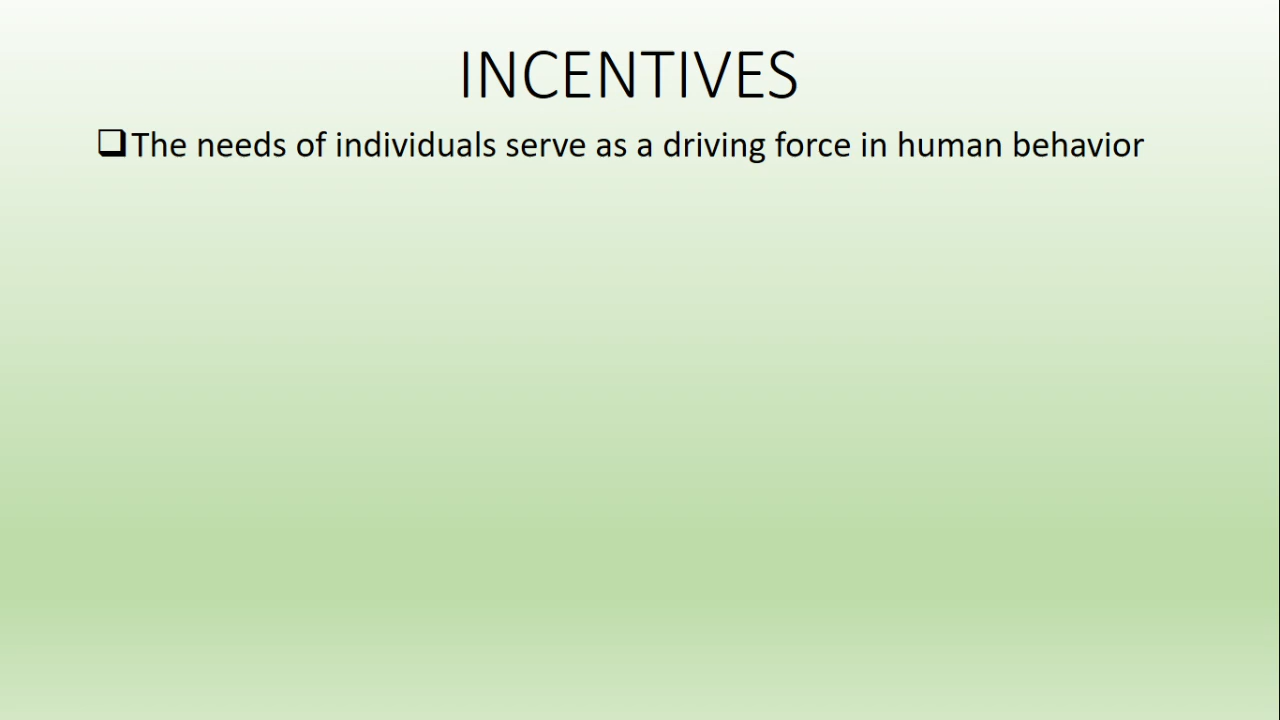 INCENTIVES
❑The needs of individuals serve as a driving force in human behavior